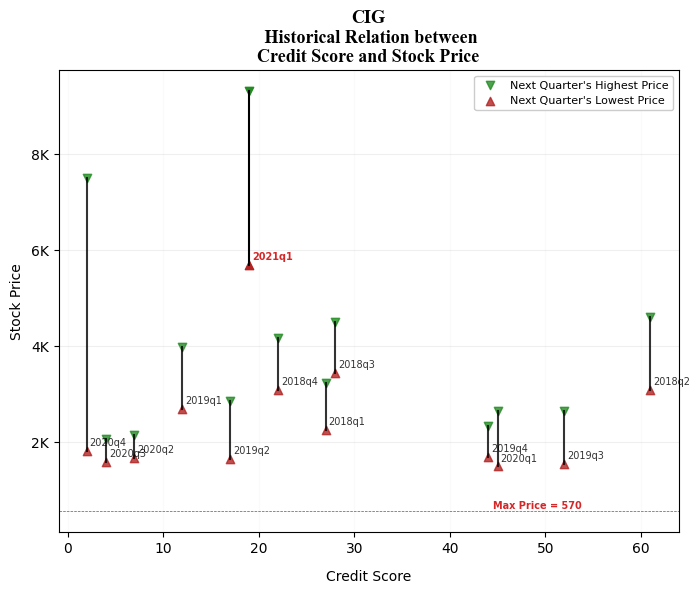 CIG
Historical Relation between
Credit Score and Stock Price
Next Quarter's Highest Price
Next Quarter's Lowest Price
8K
6K
4K
2K
Stock Price
2021q1
2018q3
2018q4
2018q2
2019q1
2018q1
2020q4
2020q3
2020q2
2019q2
2019q4
2020q1
2019q3
Max Price = 570
0 10 20 30 40 50 60
Credit Score